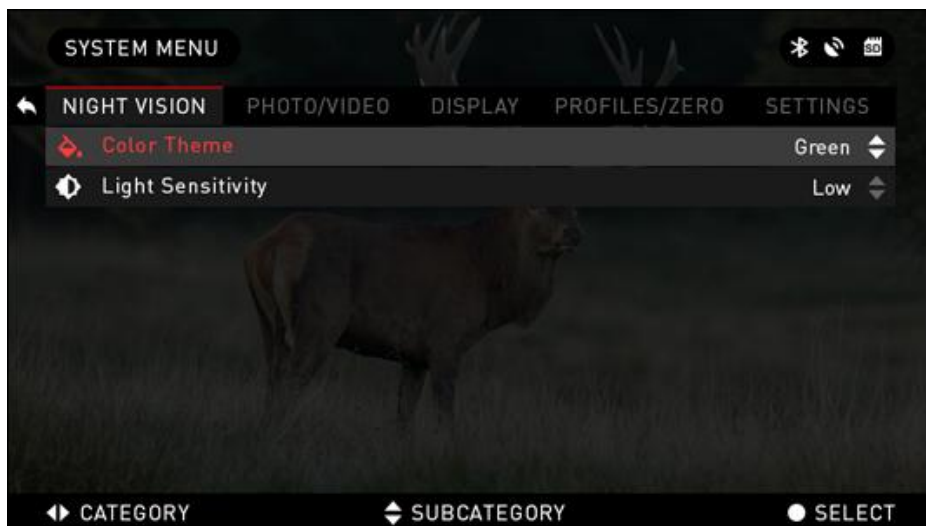 SYSTEM MENU
SD
NIGHT VISION PHOTO/VIDEO DISPLAY PROFILES/ZERO SETTINGS
Color Theme Green
Light Sensitivity Low
CATEGORY SUBCATEGORY SELECT